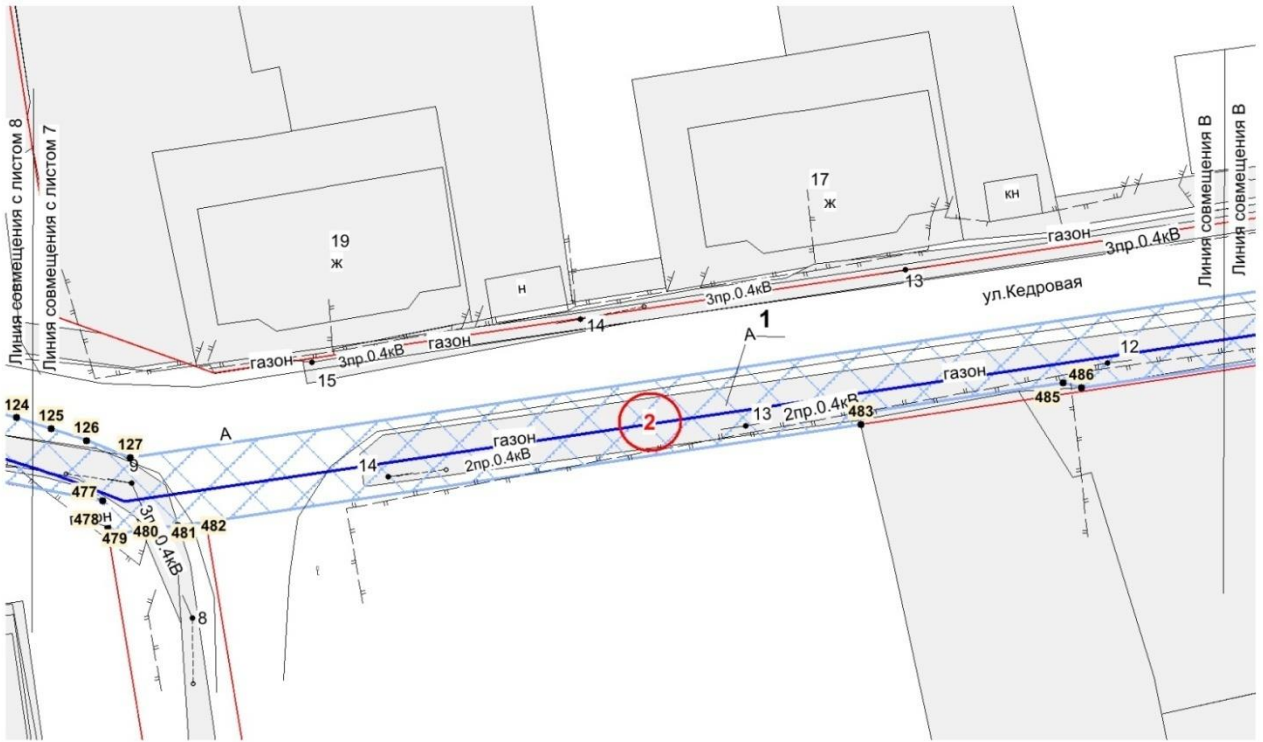 Линия совмещения с листом 8
Линия совмещения с листом 7
Линия совмещения В
Линия совмещения В
17
ж
кн
19
ж
н
газон
3пр.0.4кВ
13
3пр.0.4кВ
ул.Кедровая
14
1
А
газон
3пр.0.4кВ
газон
15
12
486
485
газон
124
125
126
127
А
9
13
2пр.0.4кВ
483
2
газон
14
2пр.0.4кВ
477
478
479
480
481
482
8